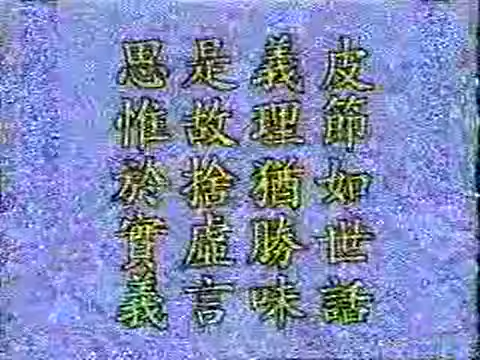 皮節如世話
義理猶勝味
是故捨虛言
思惟於實義